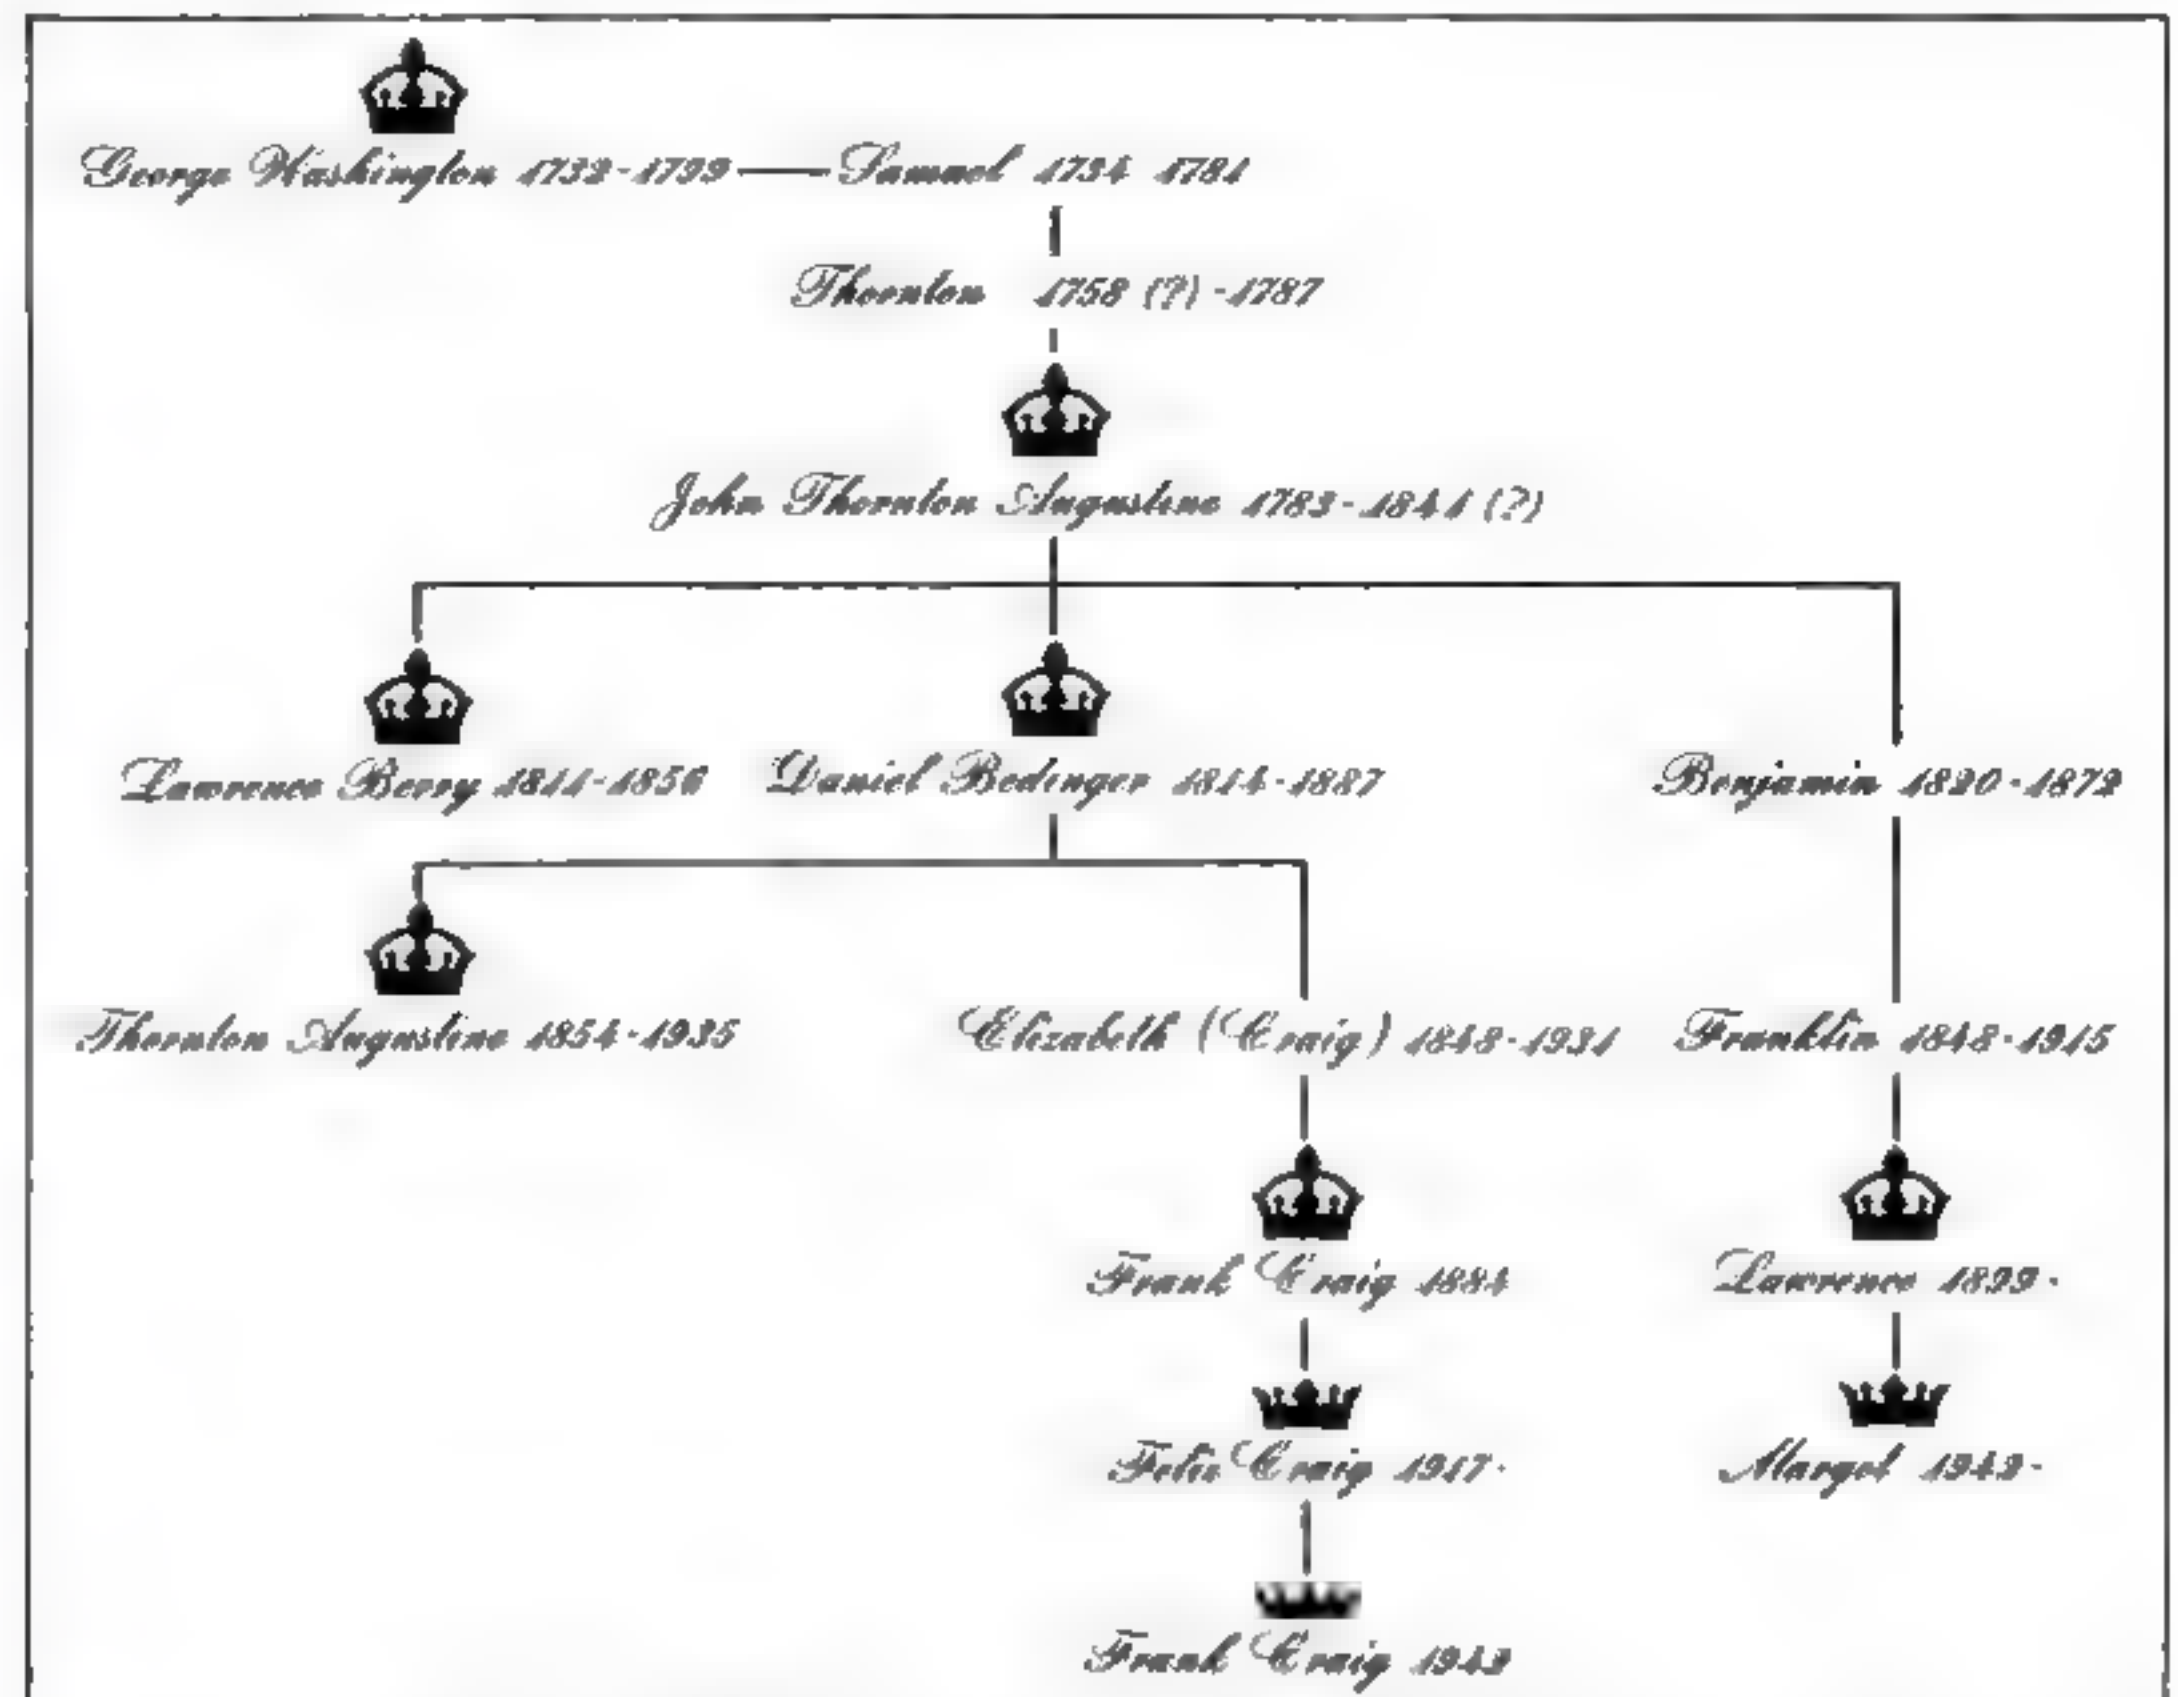 George Washington 1732-1799 Samuel 1734 1781
Thornton 1758 (?) -1787
John Thornton Augustine 1783-1841 (?)
Lawrence Berry 1811-1856 Daniel Bedinger 1814-1887 Benjamin 1820-1872
Thornton Augustine 1854-1935 Elizabeth (Craig) 1848-1931 Franklin 1848-1915
Frank Craig 1884 Lawrence 1899-
Felix Craig 1917- Margot
Frank Craig